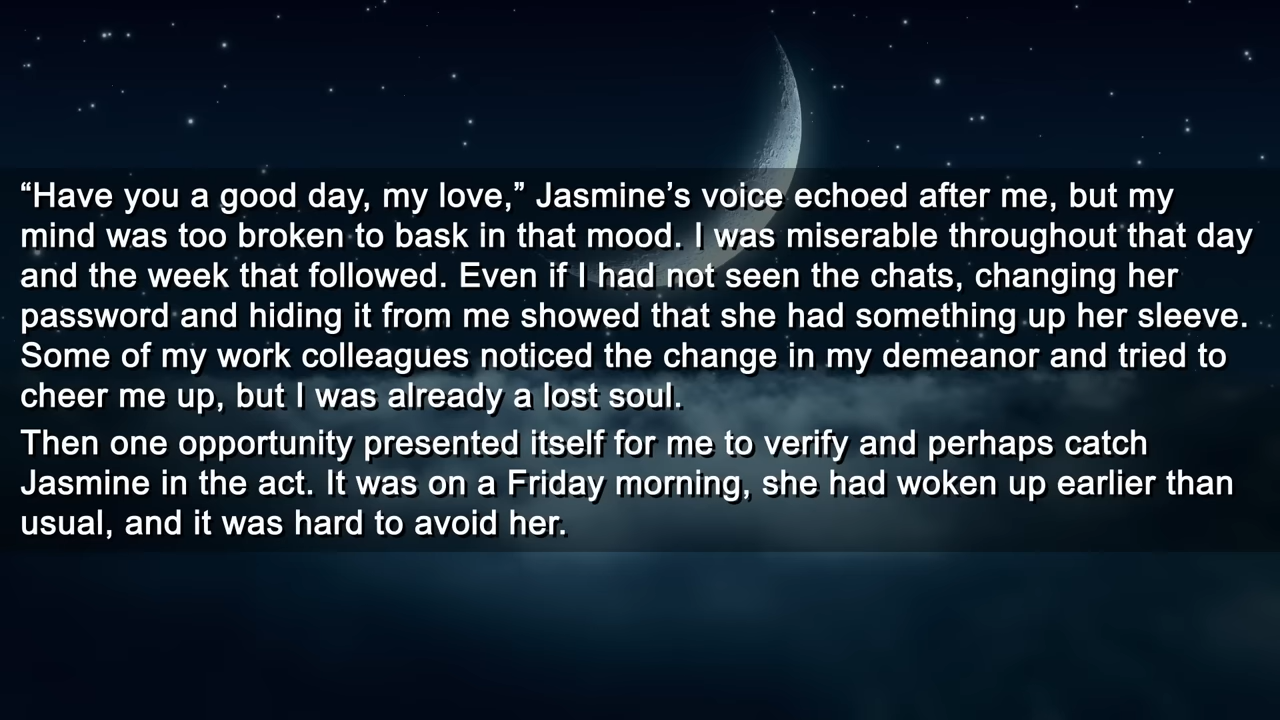 “Have you a good day, my love,” Jasmine’s voice echoed after me, but my
mind was too broken to bask in that mood. I was miserable throughout that day
and the week that followed. Even if I had not seen the chats, changing her
password and hiding it from me showed that she had something up her sleeve.
Some of my work colleagues noticed the change in my demeanor and tried to
cheer me up, but I was already a lost soul.
Then one opportunity presented itself for me to verify and perhaps catch
Jasmine in the act. It was on a Friday morning, she had woken up earlier than
usual, and it was hard to avoid her.